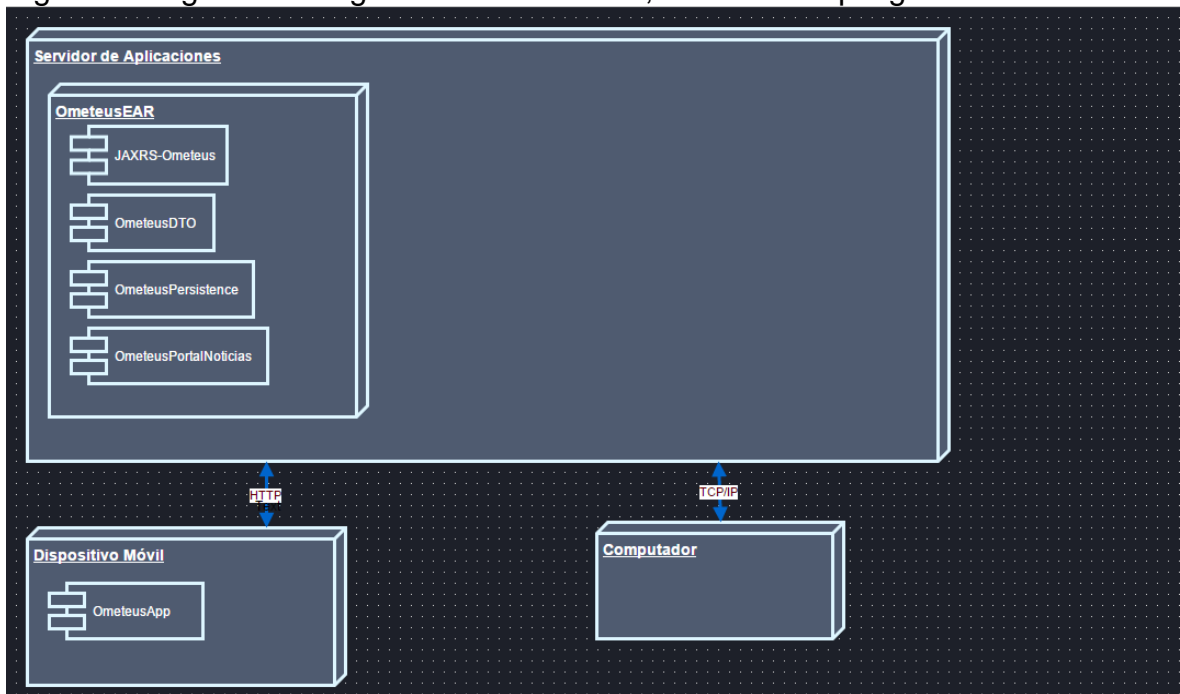 Servidor de Aplicaciones
OmeteusEAR
JAXRS-Ometeus
OmeteusDTO
OmeteusPersistence
OmeteusPortalNoticias
HTTP
TCP/IP
Dispositivo Móvil
OmeteusApp
Computador